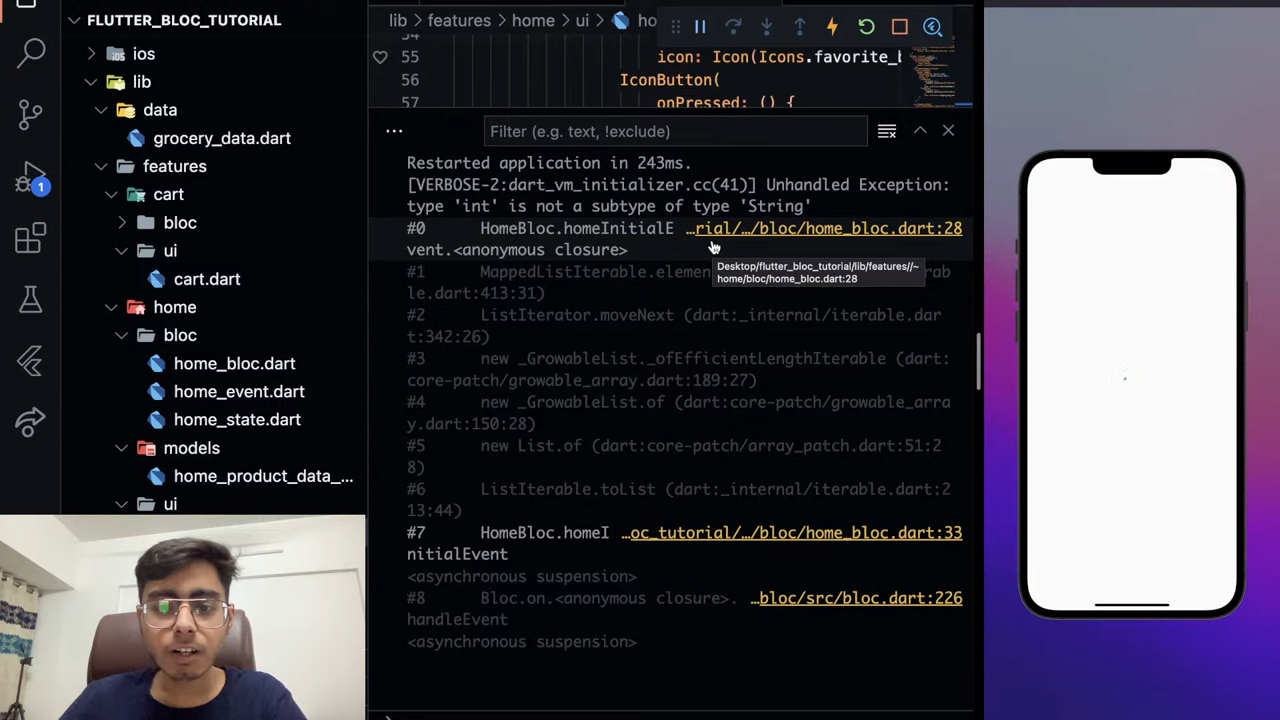 FLUTTER_BLOC_TUTORIAL
ios
lib
data
grocery_data.dart
features
cart
bloc
ui
cart.dart
home
bloc
home_bloc.dart
home_event.dart
home_state.dart
models
home_product_data_...
ui
1
lib > features > home > ui > ho
54
55 icon: Icon(Icons.favorite_b
56 IconButton(
57 onPressed: () {
... Filter (e.g. text, !exclude)
Restarted application in 243ms.
[VERBOSE-2:dart_vm_initializer.cc(41)] Unhandled Exception:
type 'int' is not a subtype of type 'String'
#0 HomeBloc.homeInitialE …rial/…/bloc/home_bloc.dart:28
vent.<anonymous closure>
Desktop/flutter_bloc_tutorial/lib/features//~
home/bloc/home_bloc.dart:28
#1 MappedListIterable.elemen rab
le.dart:413:31)
#2 ListIterator.moveNext (dart:_internal/iterable.dar
t:342:26)
#3 new _GrowableList._ofEfficientLengthIterable (dart:
core-patch/growable_array.dart:189:27)
#4 new _GrowableList.of (dart:core-patch/growable_arra
y.dart:150:28)
#5 new List.of (dart:core-patch/array_patch.dart:51:2
8)
#6 ListIterable.toList (dart:_internal/iterable.dart:2
13:44)
#7 HomeBloc.homeI …oc_tutorial/…/bloc/home_bloc.dart:33
nitialEvent
<asynchronous suspension>
#8 Bloc.on.<anonymous closure>. …bloc/src/bloc.dart:226
handleEvent
<asynchronous suspension>